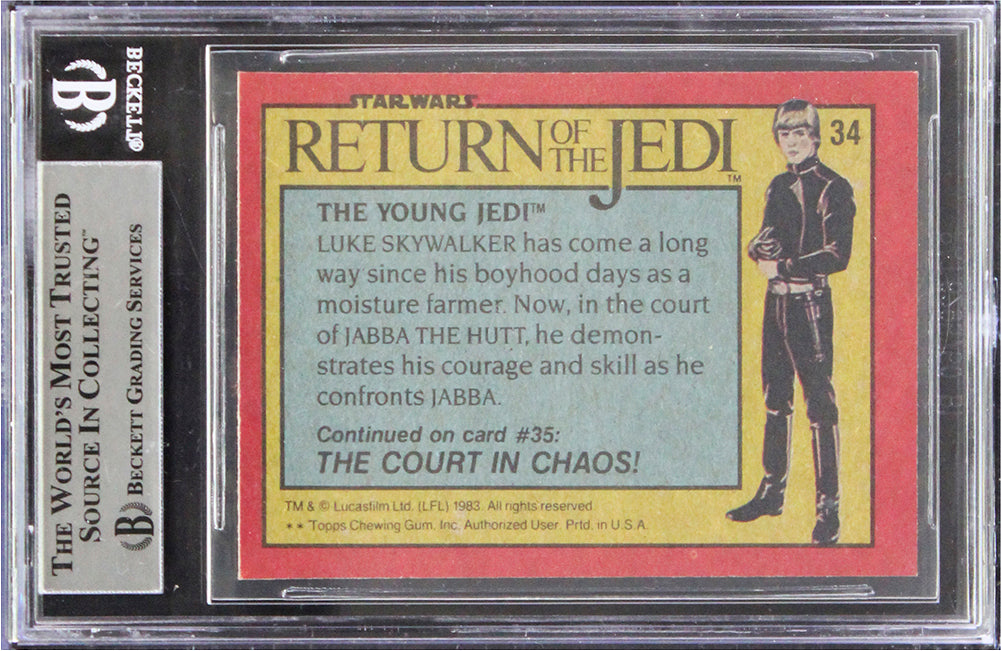 BECKETT®
B
THE WORLD'S MOST TRUSTED
SOURCE IN COLLECTING™
B BECKETT GRADING SERVICES
STAR WARS
RETURN OF THE JEDI™
34
THE YOUNG JEDI™
LUKE SKYWALKER has come a long
way since his boyhood days as a
moisture farmer. Now, in the court
of JABBA THE HUTT, he demon-
strates his courage and skill as he
confronts JABBA.
Continued on card #35:
THE COURT IN CHAOS!
TM & © Lucasfilm Ltd. (LFL) 1983. All rights reserved
** Topps Chewing Gum, Inc. Authorized User. Prtd. in U.S.A.